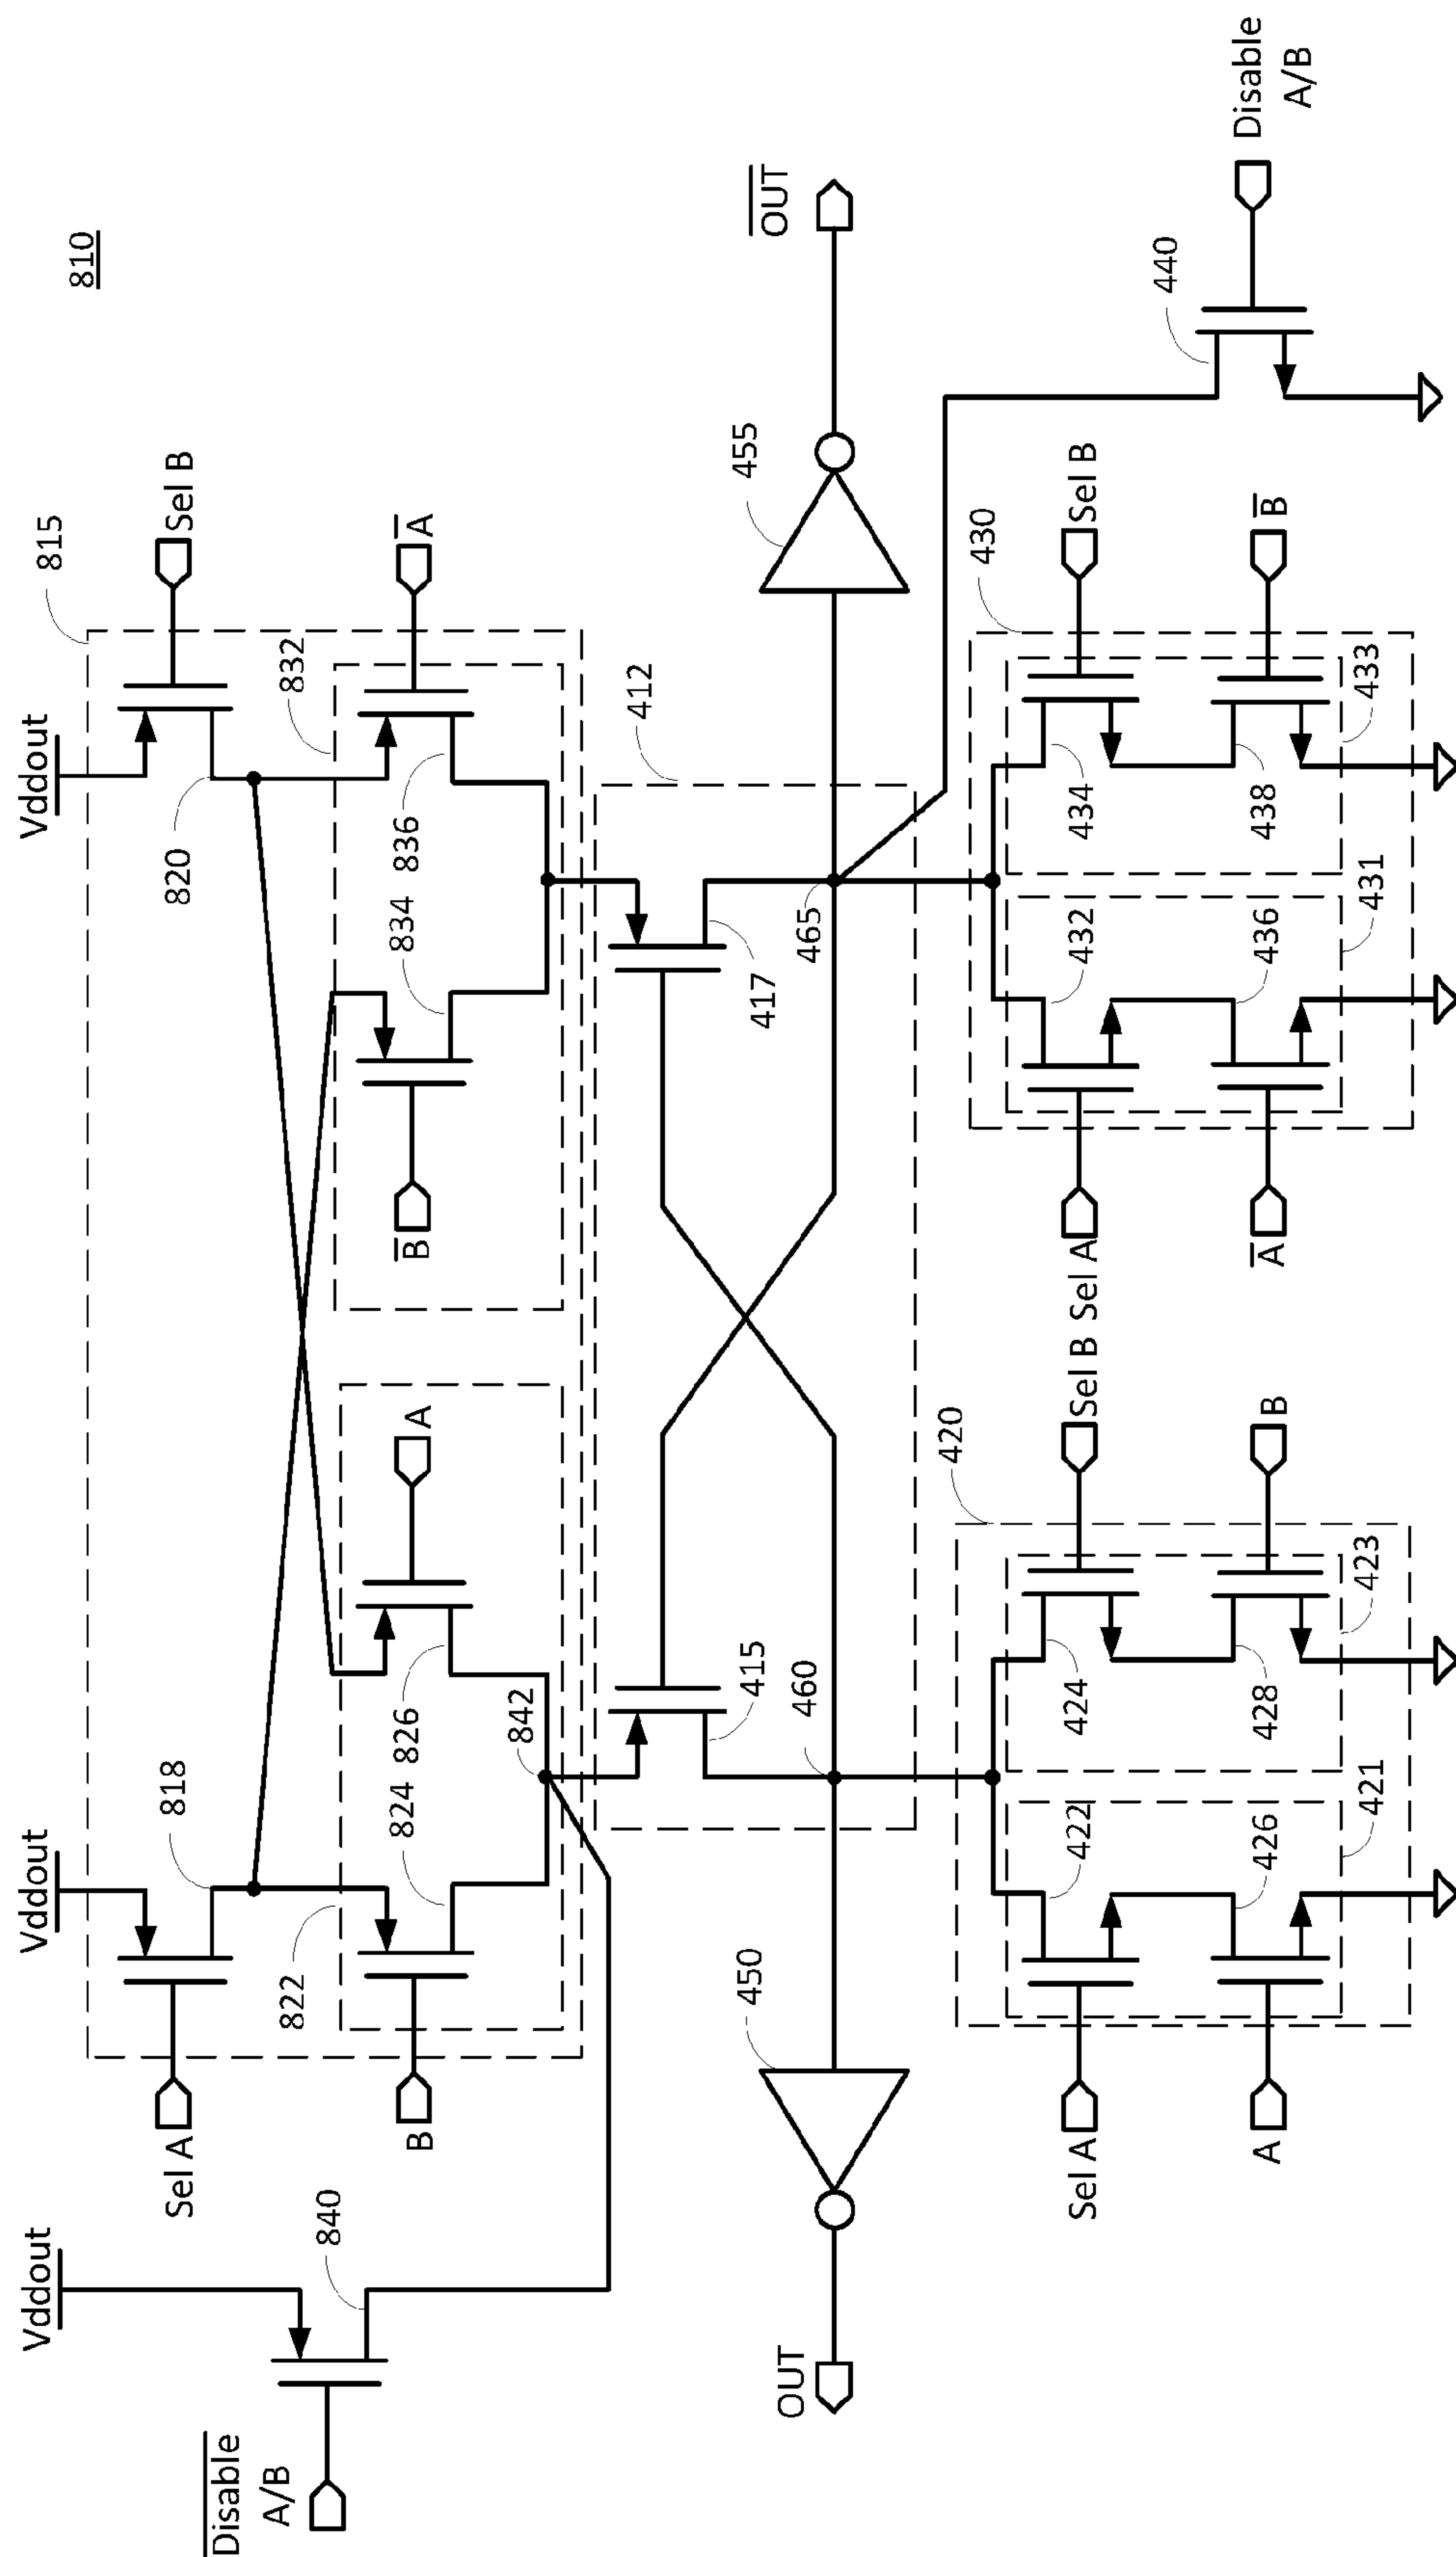 810
815
Vddout
Vddout
Vddout
Sel A
818
820
Sel B
832
822
840
Disable
A/B
B
824
826
A
B
834
836
A
842
412
415
417
OUT
450
460
465
455
OUT
420
430
440
Disable
A/B
Sel A
422
424
Sel B
Sel A
432
434
Sel B
A
426
428
B
A
436
438
B
421
423
431
433